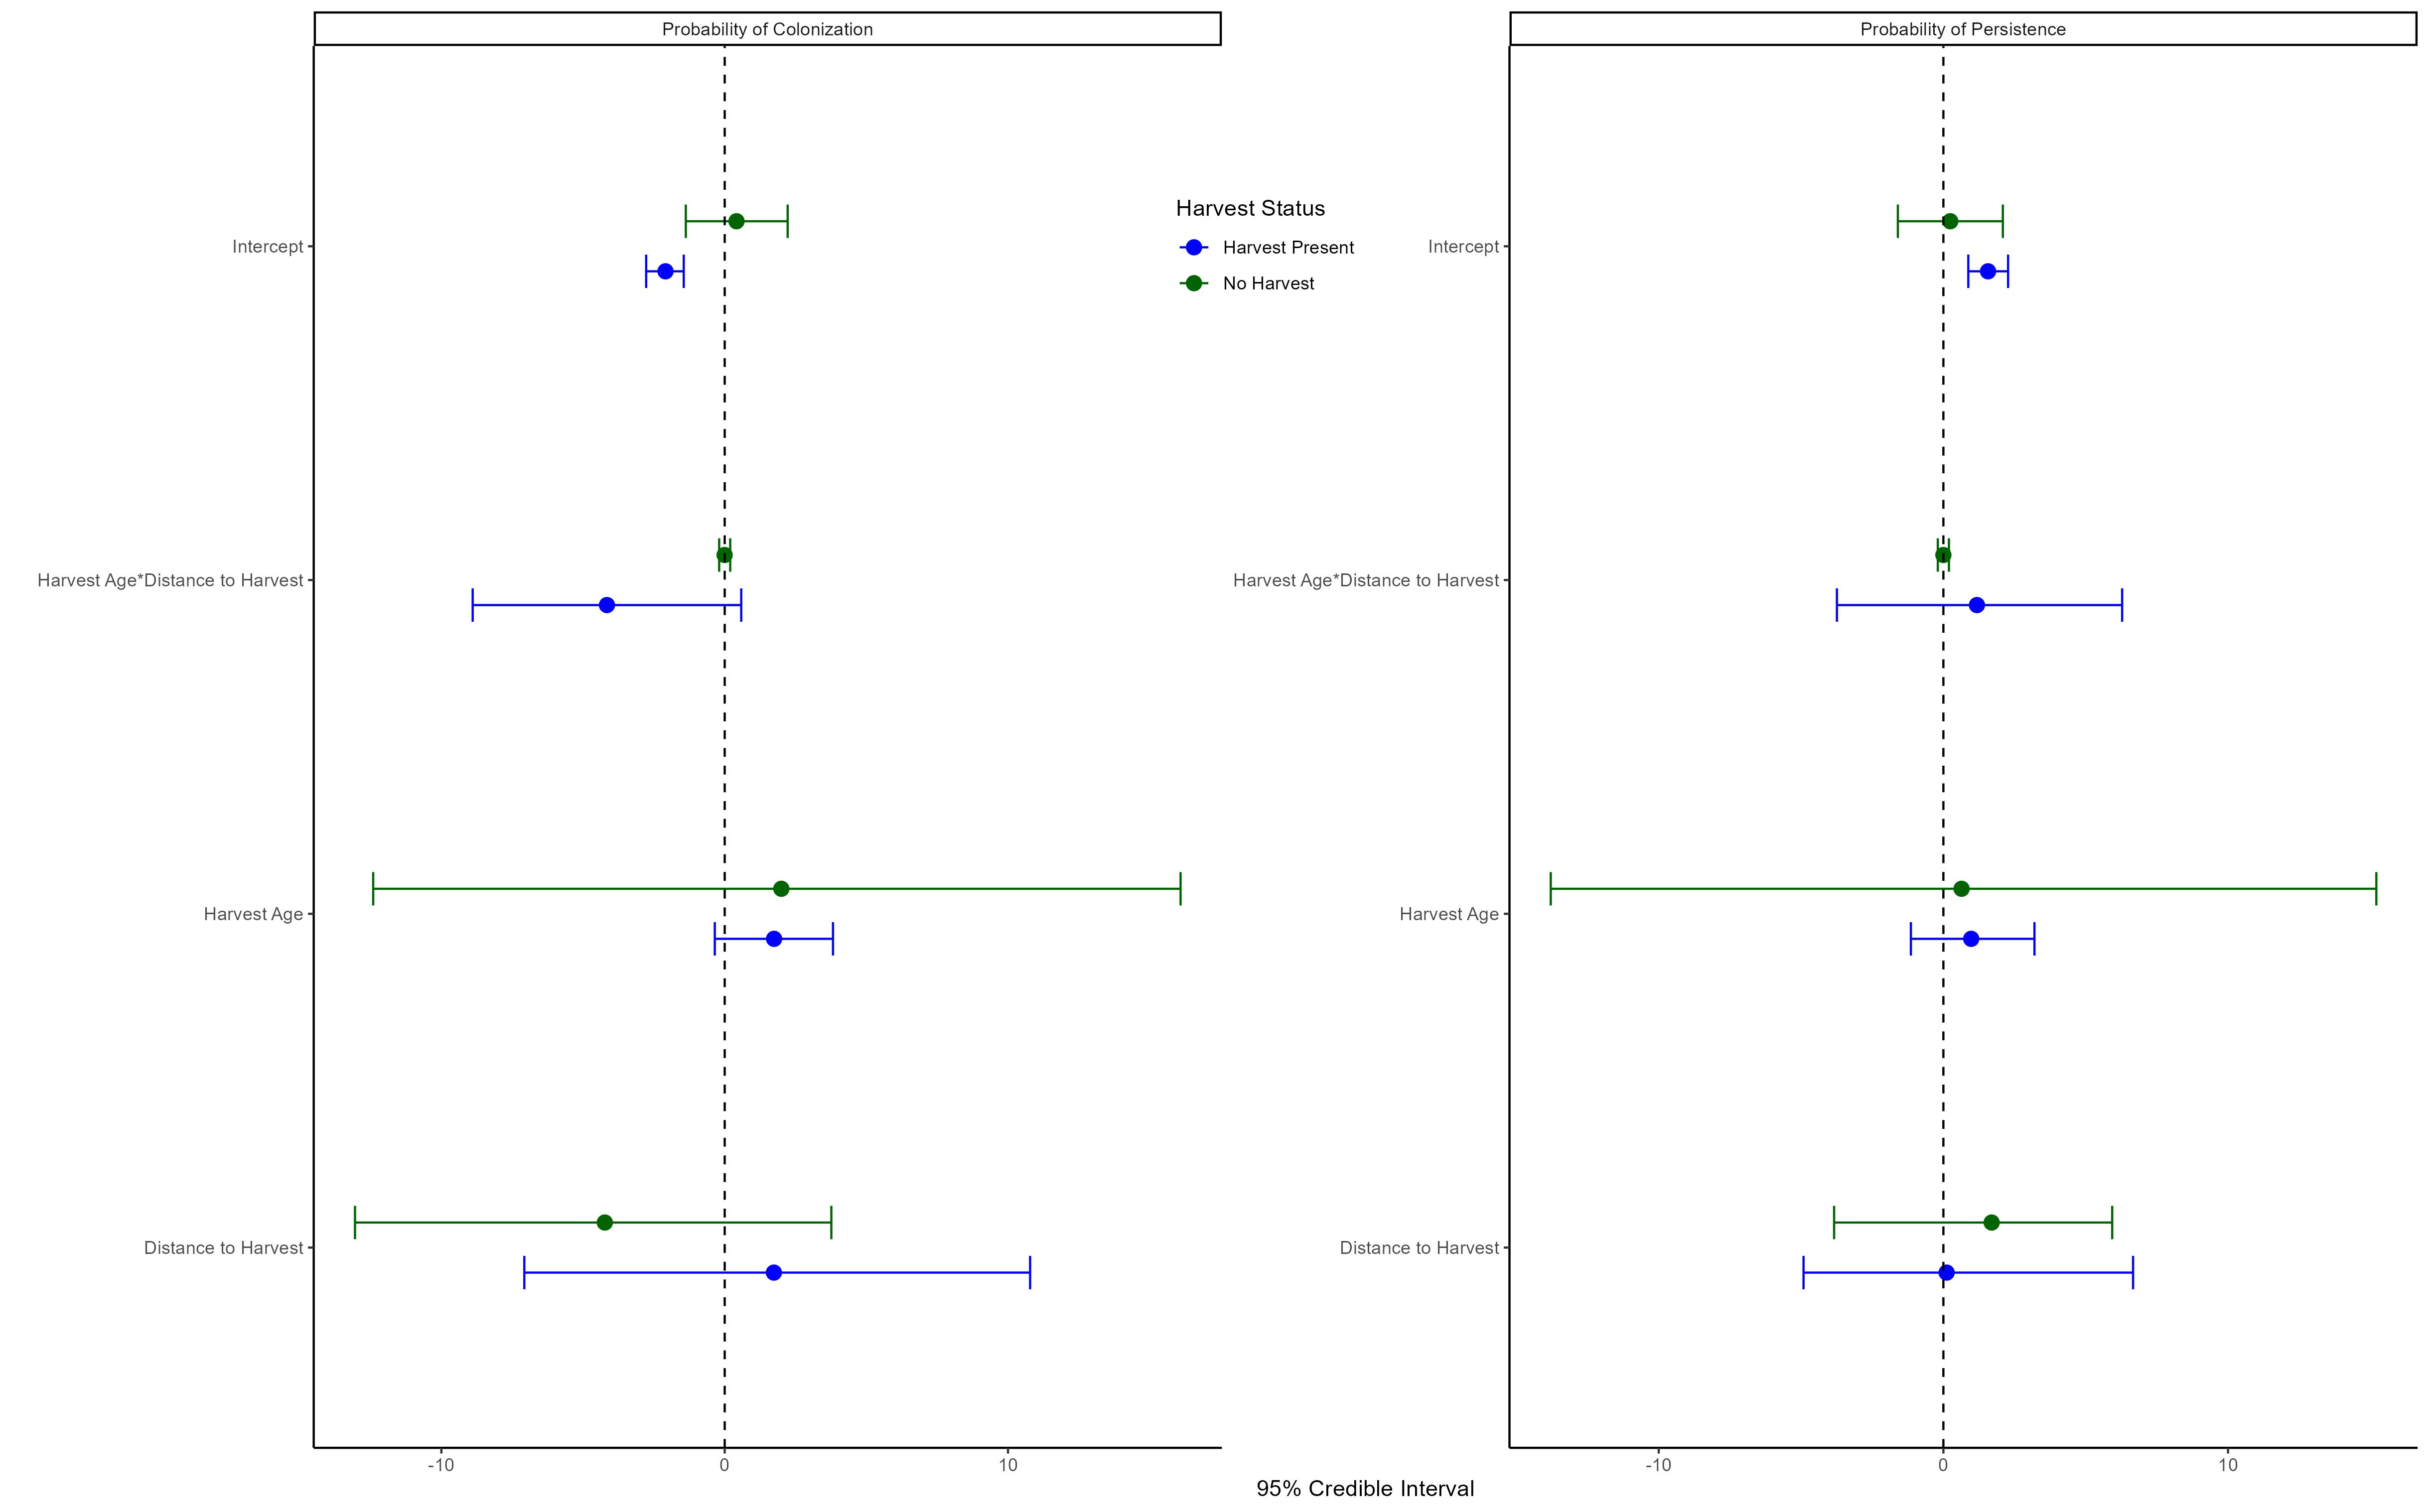 Probability of Colonization
Probability of Persistence
Intercept
Harvest Age*Distance to Harvest
Harvest Age
Distance to Harvest
-10
0
10
Harvest Status
Harvest Present
No Harvest
Intercept
Harvest Age*Distance to Harvest
Harvest Age
Distance to Harvest
-10
0
10
95% Credible Interval